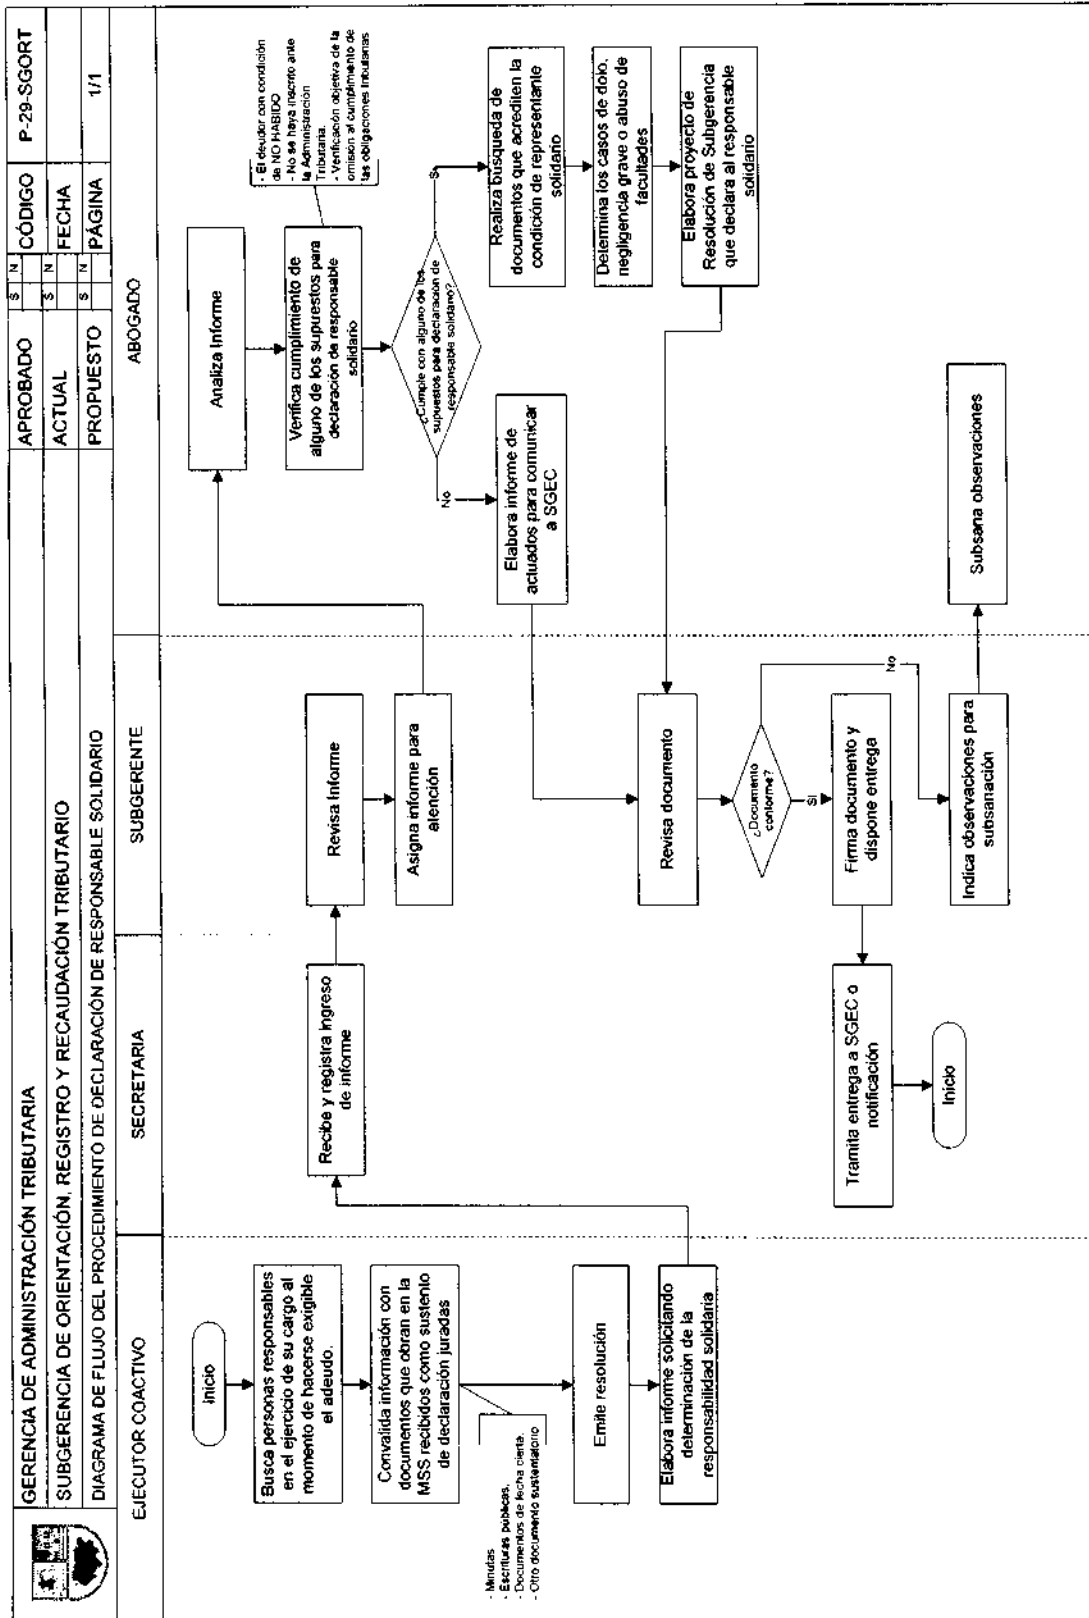 GERENCIA DE ADMINISTRACIÓN TRIBUTARIA
APROBADO
S
N
CÓDIGO
P-29-SGORT
SUBGERENCIA DE ORIENTACIÓN, REGISTRO Y RECAUDACIÓN TRIBUTARIO
ACTUAL
S
N
FECHA
DIAGRAMA DE FLUJO DEL PROCEDIMIENTO DE DECLARACIÓN DE RESPONSABLE SOLIDARIO
PROPUESTO
S
N
PÁGINA
1/1
EJECUTOR COACTIVO
SECRETARIA
SUBGERENTE
ABOGADO
Inicio
Busca personas responsables
en el ejercicio de su cargo al
momento de hacerse exigible
el adeudo.
Convalida información con
documentos que obran en la
MSS recibidos como sustento
de declaración juradas
- Minutas
- Escrituras públicas.
- Documentos de fecha cierta.
- Otro documento sustentatorio
Emite resolución
Elabora informe solicitando
determinación de la
responsabilidad solidaria
Recibe y registra ingreso
de informe
Revisa Informe
Asigna informe para
atención
Analiza Informe
Verifica cumplimiento de
alguno de los supuestos para
declaración de responsable
solidario
- El deudor con condición
de NO HABIDO
- No se haya inscrito ante
la Administración
Tributaria.
- Verificación objetiva de la
omisión al cumplimiento de
las obligaciones tributarias
¿Cumple con alguno de los
supuestos para declaración de
responsable solidario?
Si
No
Realiza busqueda de
documentos que acrediten la
condición de representante
solidario
Determina los casos de dolo,
negligencia grave o abuso de
facultades
Elabora proyecto de
Resolución de Subgerencia
que declara al responsable
solidario
Elabora informe de
actuados para comunicar
a SGEC
Revisa documento
¿Documento
conforme?
SI
No
Firma documento y
dispone entrega
Indica observaciones para
subsanación
Subsana observaciones
Tramita entrega a SGEC o
notificación
Inicio